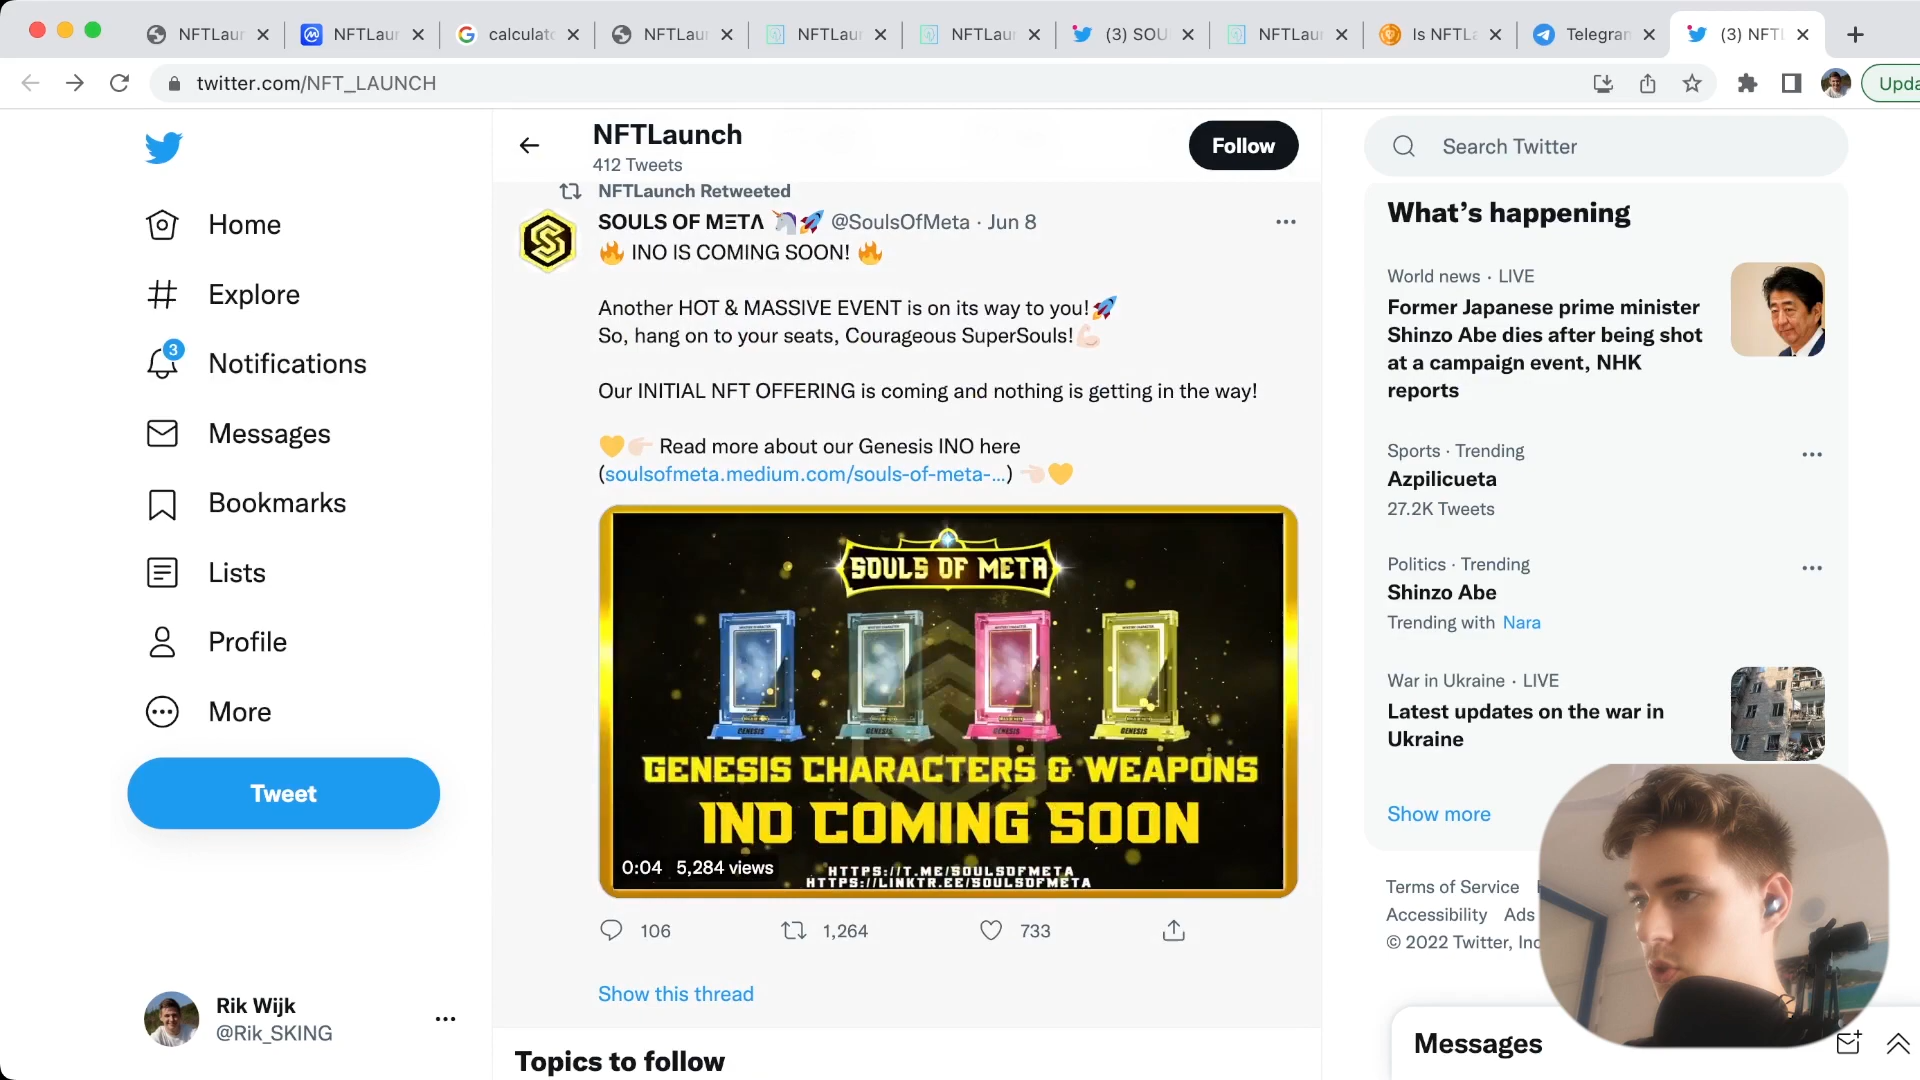 NFTLaun
NFTLaun
calculato
NFTLaun
NFTLaun
NFTLaun
(3) SOU
NFTLaun
Is NFTLa
Telegram
(3) NFTL
twitter.com/NFT_LAUNCH
Upda
NFTLaunch
412 Tweets
Follow
Search Twitter
Home
Explore
3
Notifications
Messages
Bookmarks
Lists
Profile
More
Tweet
Rik Wijk
@Rik_SKING
NFTLaunch Retweeted
SOULS OF MΞTΛ 🦄🚀 @SoulsOfMeta · Jun 8
🔥 INO IS COMING SOON! 🔥
Another HOT & MASSIVE EVENT is on its way to you!🚀
So, hang on to your seats, Courageous SuperSouls!💪🏻
Our INITIAL NFT OFFERING is coming and nothing is getting in the way!
💛👉🏻 Read more about our Genesis INO here
(soulsofmeta.medium.com/souls-of-meta-...) 👈🏻💛
SOULS OF META
GENESIS GENESIS GENESIS GENESIS
GENESIS CHARACTERS & WEAPONS
INO COMING SOON
0:04 5,284 views
HTTPS://T.ME/SOULSOFMETA
HTTPS://LINKTR.EE/SOULSOFMETA
106 1,264 733
Show this thread
Topics to follow
What's happening
World news · LIVE
Former Japanese prime minister
Shinzo Abe dies after being shot
at a campaign event, NHK
reports
Sports · Trending
Azpilicueta
27.2K Tweets
Politics · Trending
Shinzo Abe
Trending with Nara
War in Ukraine · LIVE
Latest updates on the war in
Ukraine
Show more
Terms of Service
Accessibility Ads
© 2022 Twitter, Inc
Messages